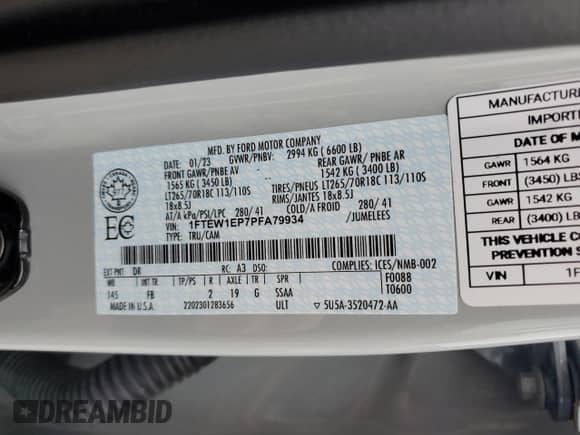 MFD. BY FORD MOTOR COMPANY
01/23 GVWR/PNBV: 2994 KG ( 6600 LB)
FRONT GAWR/ PNBE AV
1565 KG ( 3450 LB)
LT265/70R18C 113/110S
18x8.5J
REAR GAWR/ PNBE AR
1542 KG ( 3400 LB)
TIRES/PNEUS LT265/70R18C 113/110S
RIMS/JANTES 18x8.5J
AT/A kPa/PSI/LPC 280/41 COLD/A FROID 280/41
VIN: 1FTEW1EP7PFA79934 /JUMELEES
TYPE: TRU/CAM
EC
EXT PNT: DR RC: A3 DSO: COMPLIES: ICES/NMB-002
WB TP/PS R AXLE TR SPR F0088
145 FB 2 19 G SSAA T0600
MADE IN U.S.A. 2202301283656 ULT ▽ 5U5A-3520472-AA
MANUFACTURE
IMPORTE
DATE OF M
GAWR 1564 KG
FRONT (3450) LBS
GAWR 1542 KG
REAR (3400) LBS
THIS VEHICLE CO
PREVENTION S
VIN 1F
DREAMBID